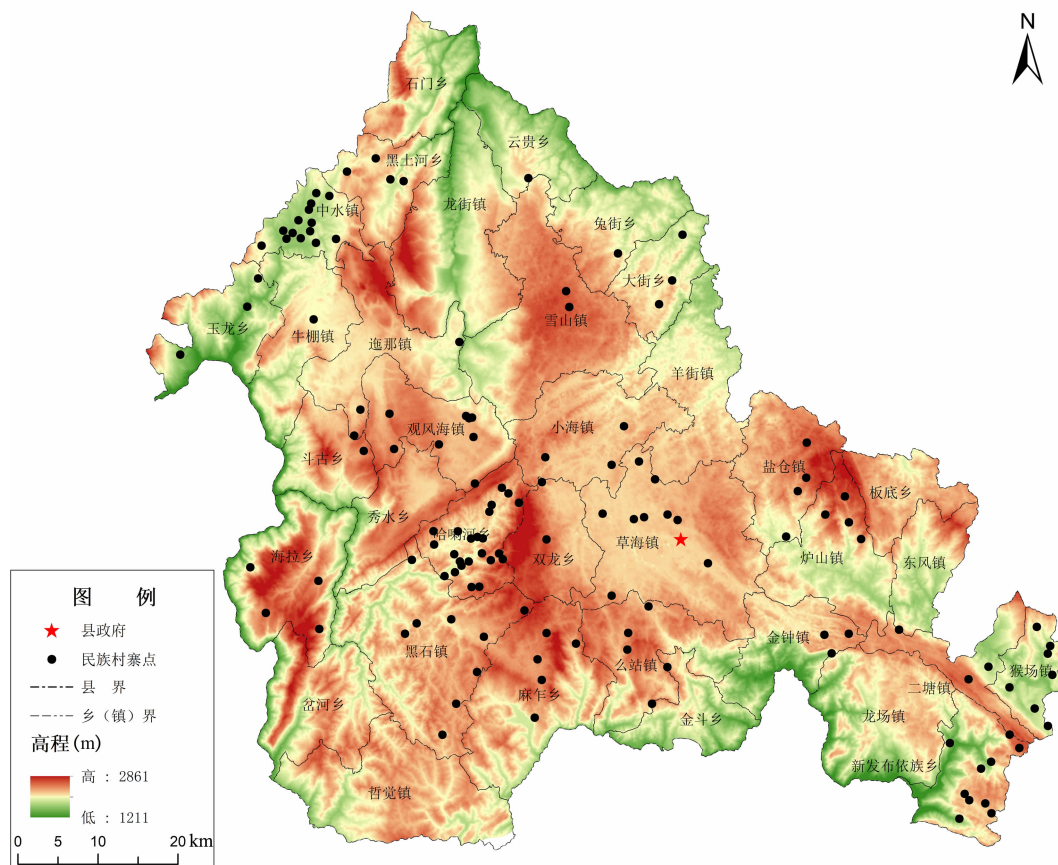 N
石门乡
云贵乡
黑土河乡
龙街镇
中水镇
兔街乡
大街乡
雪山镇
玉龙乡
牛棚镇
迤那镇
羊街镇
观风海镇
小海镇
斗古乡
盐仓镇
板底乡
秀水乡
哈喇河乡
海拉乡
双龙乡
草海镇
炉山镇
东风镇
黑石镇
么站镇
金钟镇
猴场镇
岔河乡
麻乍乡
金斗乡
二塘镇
龙场镇
新发布依族乡
哲觉镇
图 例
县政府
民族村寨点
县 界
乡（镇）界
高程(m)
高 : 2861
低 : 1211
0 5 10 20 km